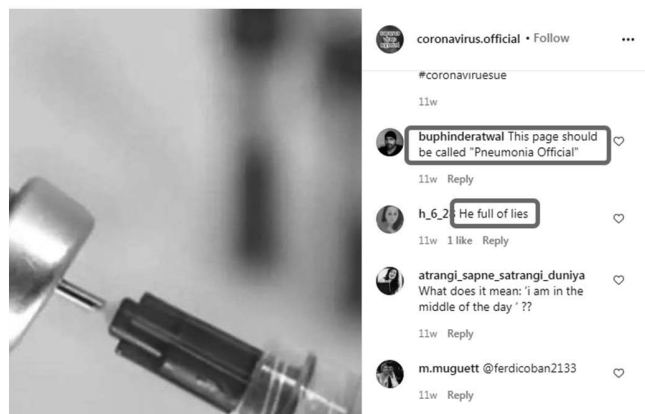 coronavirus.official • Follow
#coronaviruesue
11w
buphinderatwal This page should
be called "Pneumonia Official"
11w Reply
h_6_2 He full of lies
11w 1 like Reply
atrangi_sapne_satrangi_duniya
What does it mean: 'i am in the
middle of the day ' ??
11w Reply
m.muguett @ferdicoban2133
11w Reply